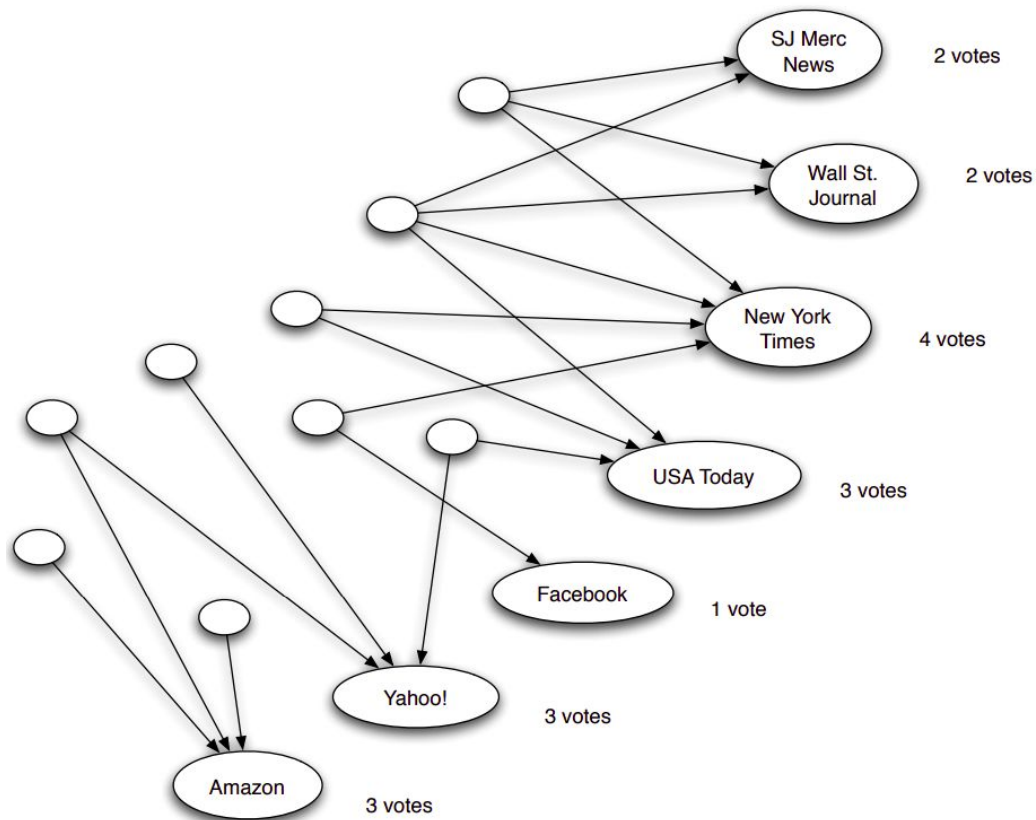 SJ Merc
News
2 votes
Wall St.
Journal
2 votes
New York
Times
4 votes
USA Today
3 votes
Facebook
1 vote
Yahoo!
3 votes
Amazon
3 votes